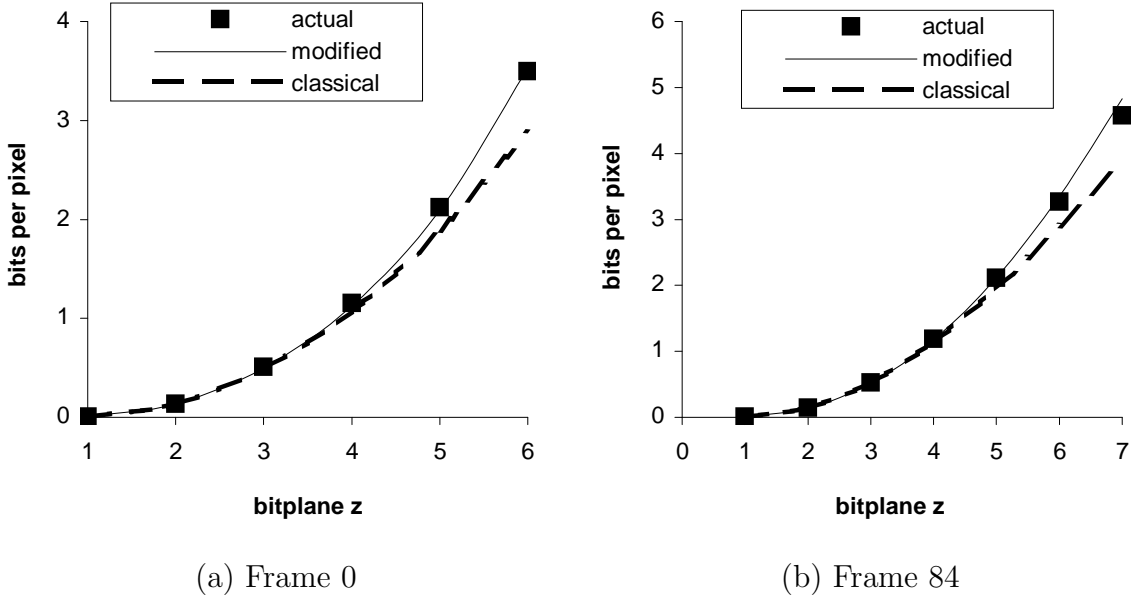 actual
modified
classical
4
3
2
1
0
bits per pixel
1 2 3 4 5 6
bitplane z
(a) Frame 0
actual
modified
classical
6
5
4
3
2
1
0
bits per pixel
0 1 2 3 4 5 6 7
bitplane z
(b) Frame 84